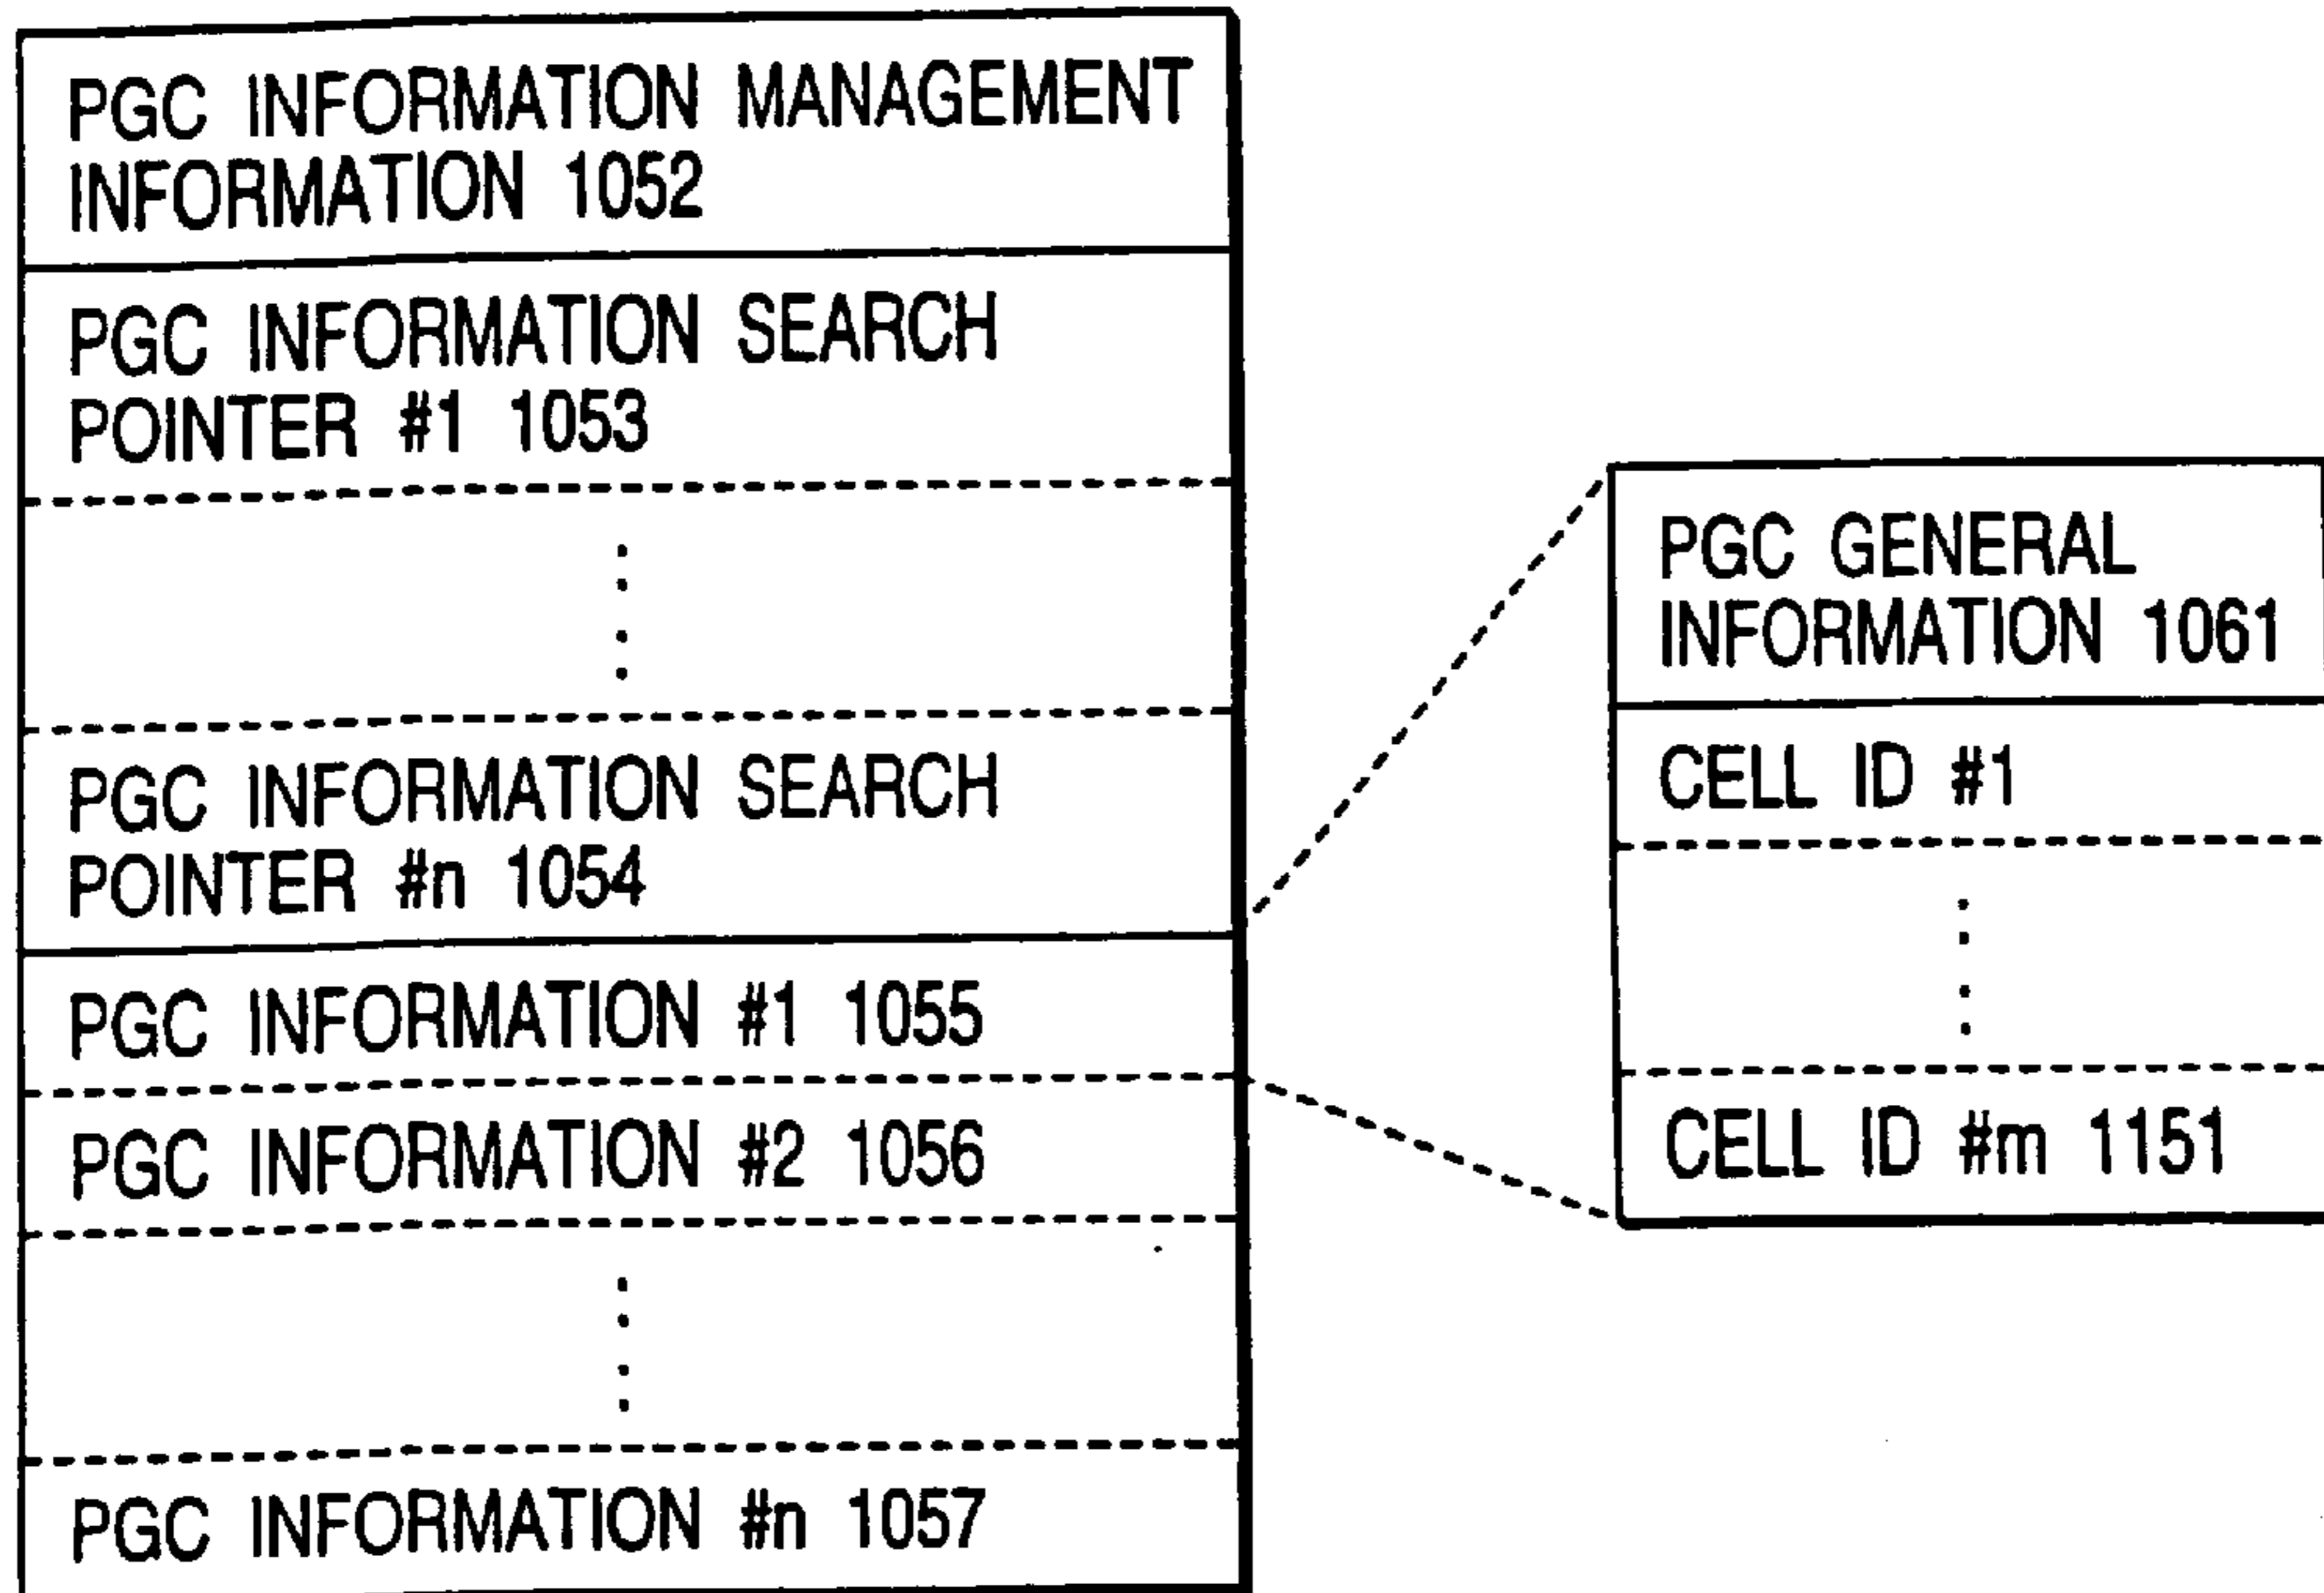 PGC INFORMATION MANAGEMENT
INFORMATION 1052
PGC INFORMATION SEARCH
POINTER #1 1053
PGC INFORMATION SEARCH
POINTER #n 1054
PGC INFORMATION #1 1055
PGC INFORMATION #2 1056
PGC INFORMATION #n 1057
PGC GENERAL
INFORMATION 1061
CELL ID #1
CELL ID #m 1151